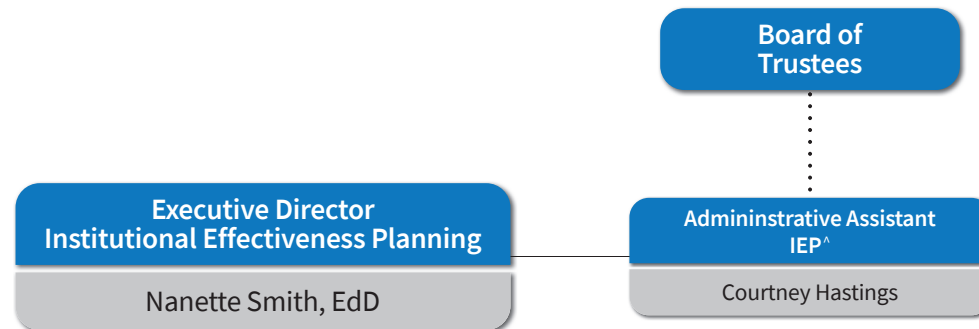 Board of
Trustees
Executive Director
Institutional Effectiveness Planning
Nanette Smith, EdD
Admininstrative Assistant
IEP^
Courtney Hastings